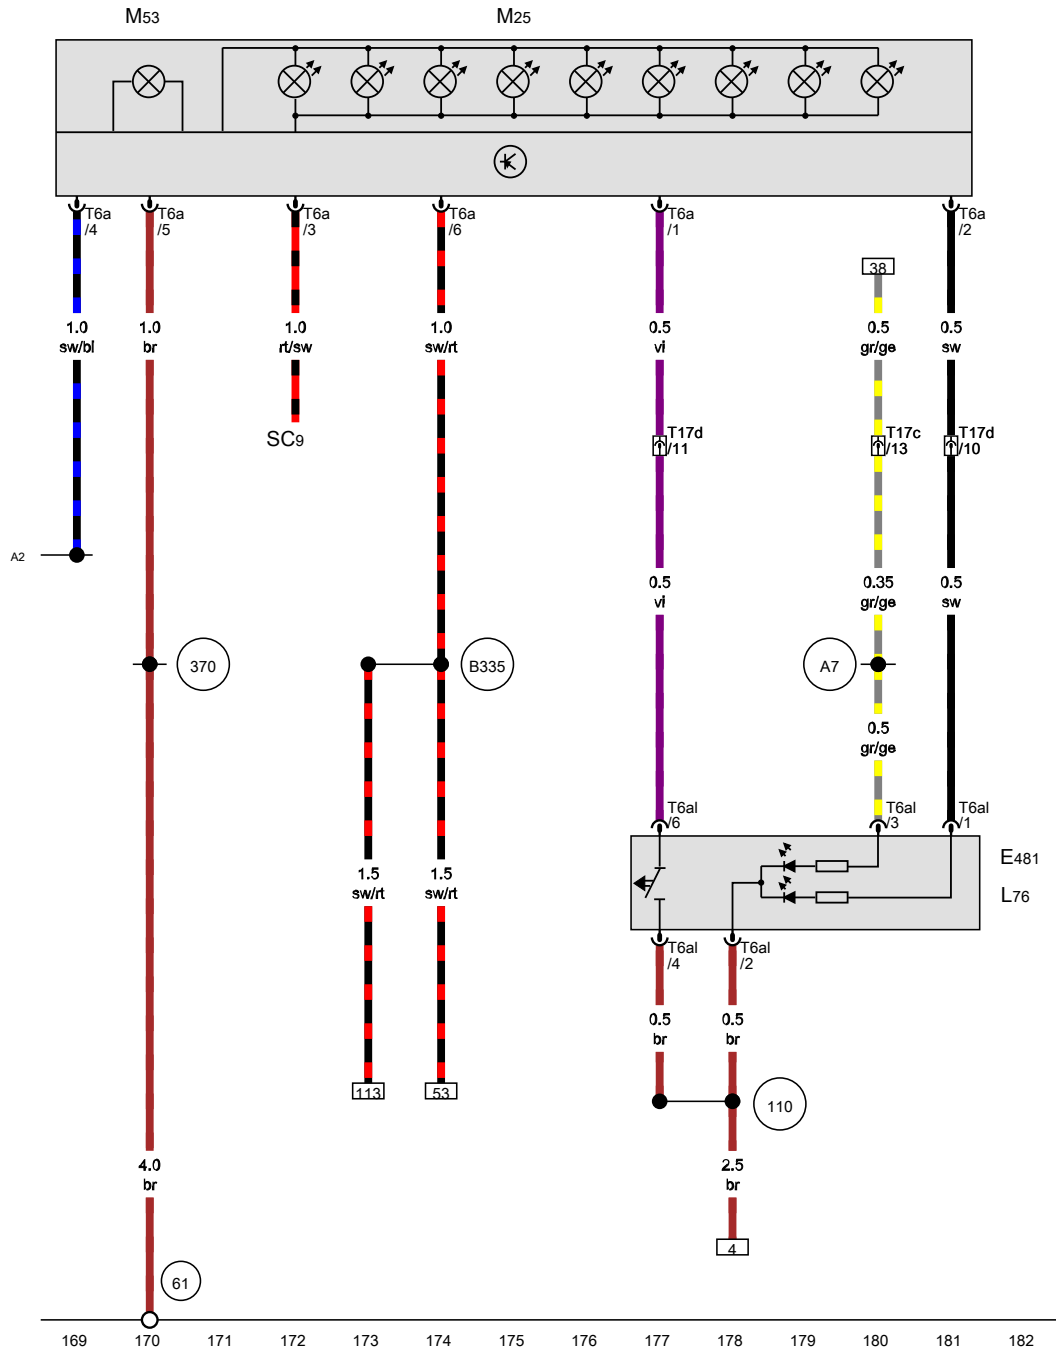 M53
M25
T6a
/4
T6a
/5
T6a
/3
T6a
/6
T6a
/1
T6a
/2
38
1.0
sw/bl
1.0
br
1.0
rt/sw
1.0
sw/rt
0.5
vi
0.5
gr/ge
0.5
sw
SC9
T17d
/11
T17c
/13
T17d
/10
A2
0.5
vi
0.35
gr/ge
0.5
sw
370
B335
A7
0.5
gr/ge
T6al
/6
T6al
/3
T6al
/1
1.5
sw/rt
1.5
sw/rt
E481
L76
T6al
/4
T6al
/2
0.5
br
0.5
br
113
53
110
4.0
br
2.5
br
4
61
169 170 171 172 173 174 175 176 177 178 179 180 181 182